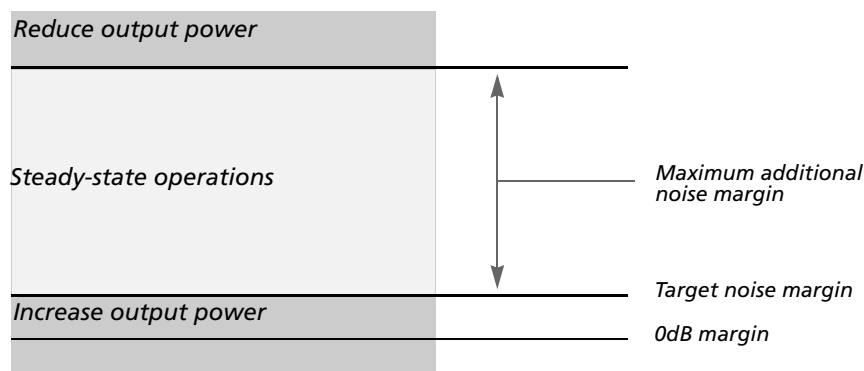 Reduce output power
Steady-state operations
Maximum additional
noise margin
Target noise margin
Increase output power
0dB margin